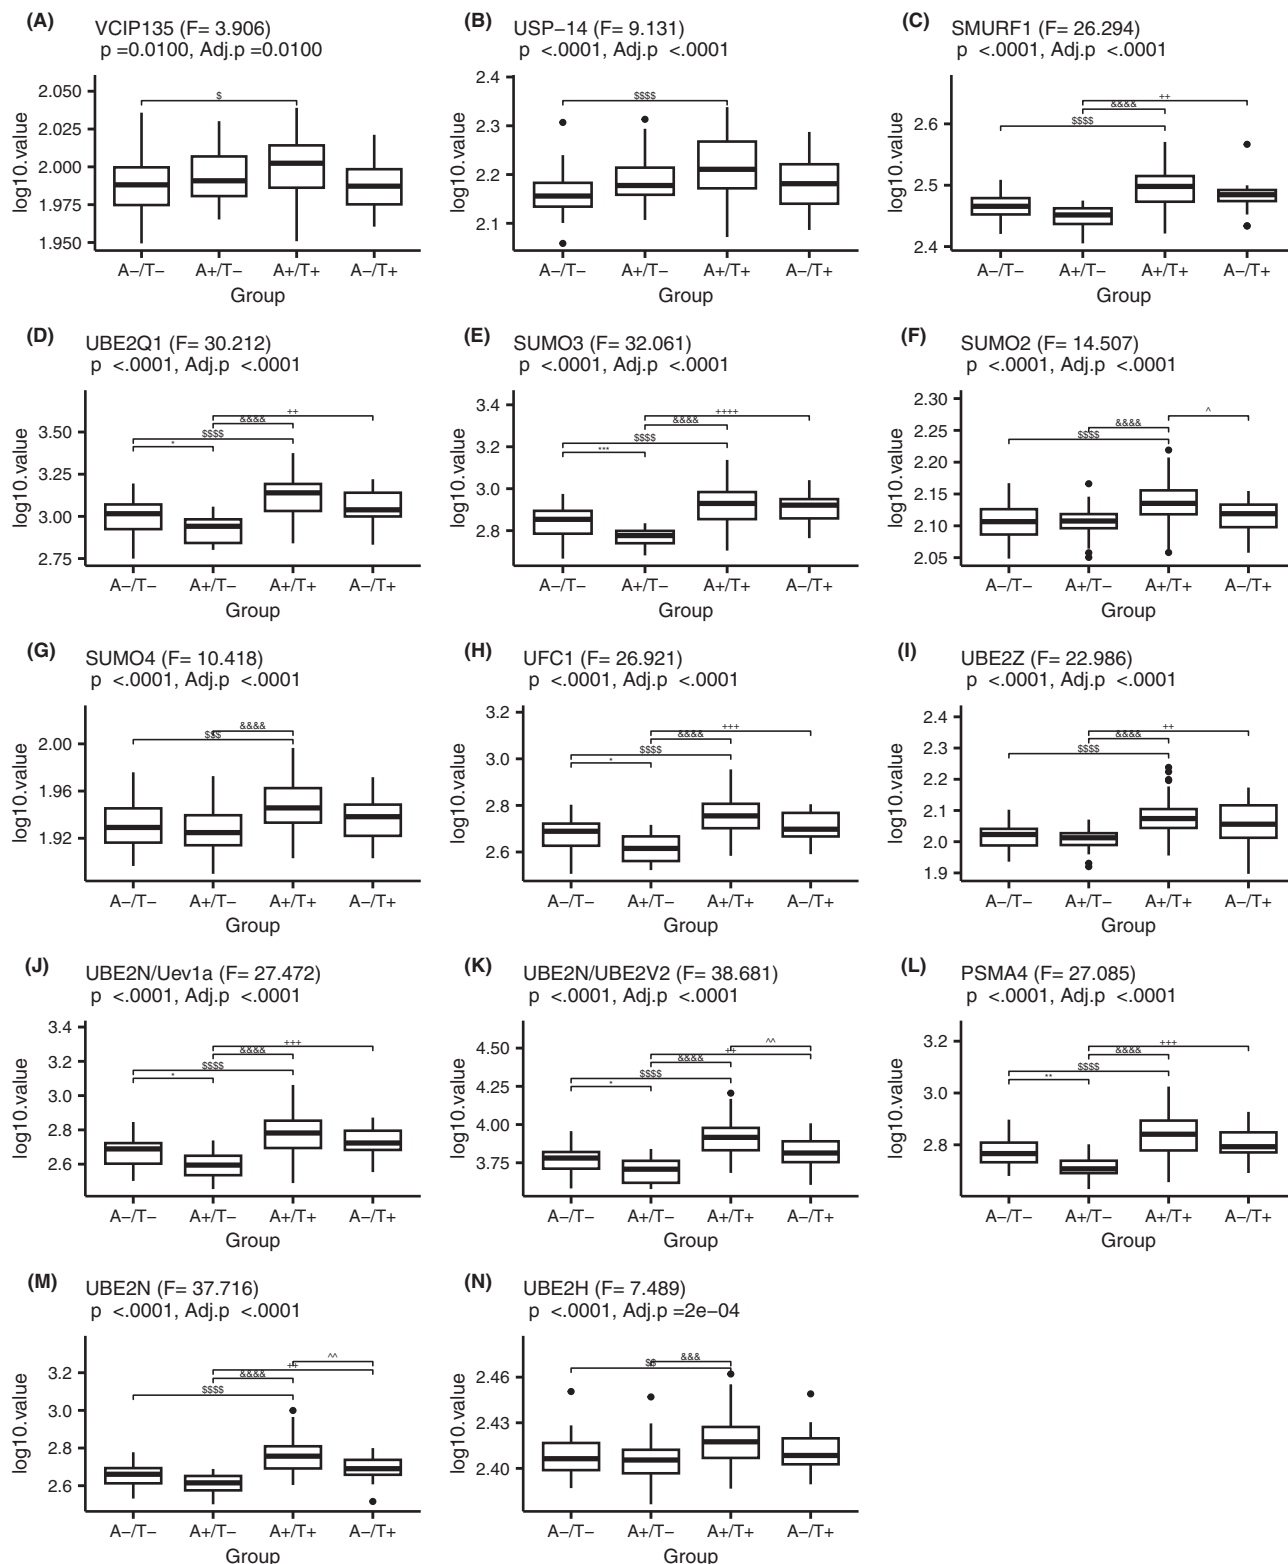 (A)
VCIP135 (F= 3.906)
p =0.0100, Adj.p =0.0100
log10.value
2.050
2.025
2.000
1.975
1.950
$
A−/T− A+/T− A+/T+ A−/T+
Group
(B)
USP−14 (F= 9.131)
p <.0001, Adj.p <.0001
log10.value
2.4
2.3
2.2
2.1
$$$$
A−/T− A+/T− A+/T+ A−/T+
Group
(C)
SMURF1 (F= 26.294)
p <.0001, Adj.p <.0001
log10.value
2.6
2.5
2.4
++
&&&&
$$$$
A−/T− A+/T− A+/T+ A−/T+
Group
(D)
UBE2Q1 (F= 30.212)
p <.0001, Adj.p <.0001
log10.value
3.50
3.25
3.00
2.75
++
&&&&
$$$$
*
A−/T− A+/T− A+/T+ A−/T+
Group
(E)
SUMO3 (F= 32.061)
p <.0001, Adj.p <.0001
log10.value
3.4
3.2
3.0
2.8
++++
&&&&
$$$$
***
A−/T− A+/T− A+/T+ A−/T+
Group
(F)
SUMO2 (F= 14.507)
p <.0001, Adj.p <.0001
log10.value
2.30
2.25
2.20
2.15
2.10
2.05
^
&&&&
$$$$
A−/T− A+/T− A+/T+ A−/T+
Group
(G)
SUMO4 (F= 10.418)
p <.0001, Adj.p <.0001
log10.value
2.00
1.96
1.92
&&&&
$$$
A−/T− A+/T− A+/T+ A−/T+
Group
(H)
UFC1 (F= 26.921)
p <.0001, Adj.p <.0001
log10.value
3.2
3.0
2.8
2.6
+++
&&&&
$$$$
*
A−/T− A+/T− A+/T+ A−/T+
Group
(I)
UBE2Z (F= 22.986)
p <.0001, Adj.p <.0001
log10.value
2.4
2.3
2.2
2.1
2.0
1.9
++
&&&&
$$$$
A−/T− A+/T− A+/T+ A−/T+
Group
(J)
UBE2N/Uev1a (F= 27.472)
p <.0001, Adj.p <.0001
log10.value
3.4
3.2
3.0
2.8
2.6
+++
&&&&
$$$$
*
A−/T− A+/T− A+/T+ A−/T+
Group
(K)
UBE2N/UBE2V2 (F= 38.681)
p <.0001, Adj.p <.0001
log10.value
4.50
4.25
4.00
3.75
^^
++
&&&&
$$$$
*
A−/T− A+/T− A+/T+ A−/T+
Group
(L)
PSMA4 (F= 27.085)
p <.0001, Adj.p <.0001
log10.value
3.2
3.0
2.8
+++
&&&&
$$$$
**
A−/T− A+/T− A+/T+ A−/T+
Group
(M)
UBE2N (F= 37.716)
p <.0001, Adj.p <.0001
log10.value
3.2
3.0
2.8
2.6
^^
++
&&&&
$$$$
A−/T− A+/T− A+/T+ A−/T+
Group
(N)
UBE2H (F= 7.489)
p <.0001, Adj.p =2e−04
log10.value
2.46
2.43
2.40
&&&
$$
A−/T− A+/T− A+/T+ A−/T+
Group